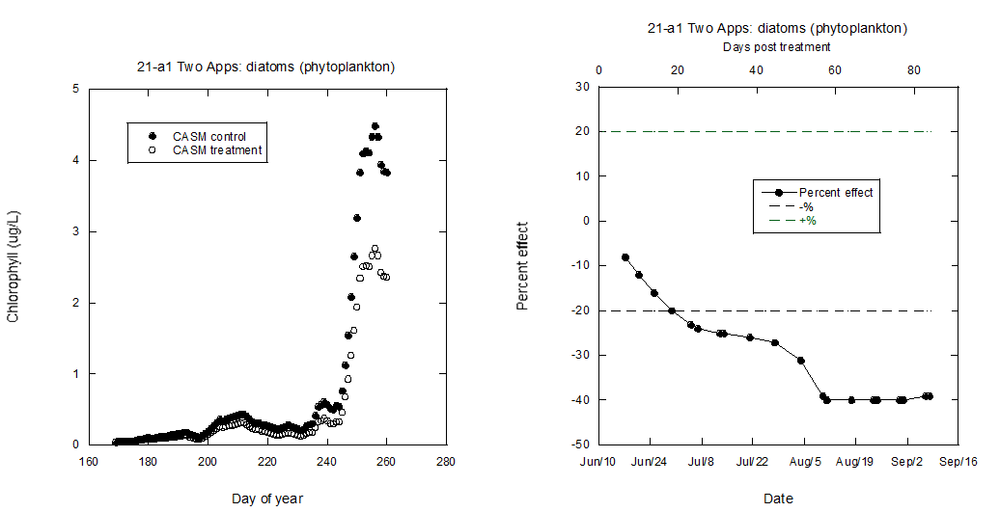 21-a1 Two Apps: diatoms (phytoplankton)
5
4
3
2
1
0
CASM control
CASM treatment
Chlorophyll (ug/L)
160 180 200 220 240 260 280
Day of year
21-a1 Two Apps: diatoms (phytoplankton)
Days post treatment
0 20 40 60 80
30
20
10
0
-10
-20
-30
-40
-50
Percent effect
-%
+%
Percent effect
Jun/10 Jun/24 Jul/8 Jul/22 Aug/5 Aug/19 Sep/2 Sep/16
Date